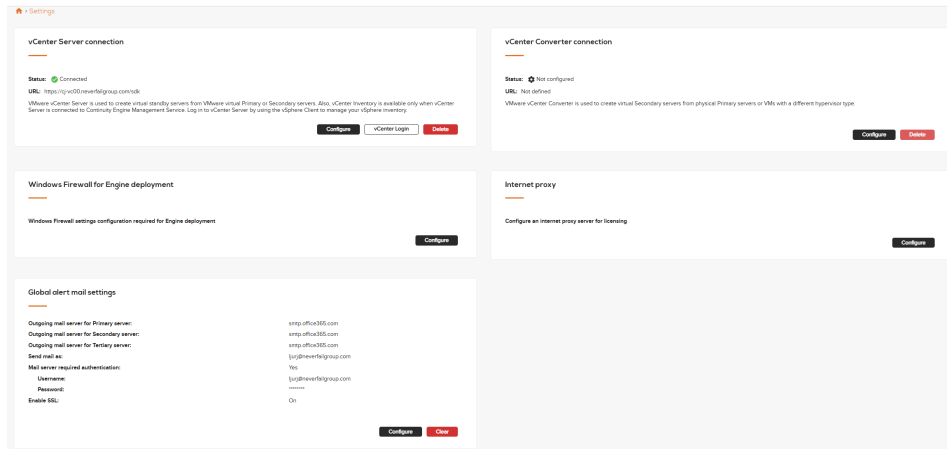 > Settings
vCenter Server connection
Status: Connected
URL: https://cj-vc00.neverfailgroup.com/sdk
VMware vCenter Server is used to create virtual standby servers from VMware virtual Primary or Secondary servers. Also, vCenter Inventory is available only when vCenter
Server is connected to Continuity Engine Management Service. Log in to vCenter Server by using the vSphere Client to manage your vSphere inventory.
Configure vCenter Login Delete
vCenter Converter connection
Status: Not configured
URL: Not defined
VMware vCenter Converter is used to create virtual Secondary servers from physical Primary servers or VMs with a different hypervisor type.
Configure Delete
Windows Firewall for Engine deployment
Windows Firewall settings configuration required for Engine deployment
Configure
Internet proxy
Configure an internet proxy server for licensing
Configure
Global alert mail settings
Outgoing mail server for Primary server: smtp.office365.com
Outgoing mail server for Secondary server: smtp.office365.com
Outgoing mail server for Tertiary server: smtp.office365.com
Send mail as: ljurj@neverfailgroup.com
Mail server required authentication: Yes
Username: ljurj@neverfailgroup.com
Password: ********
Enable SSL: On
Configure Clear